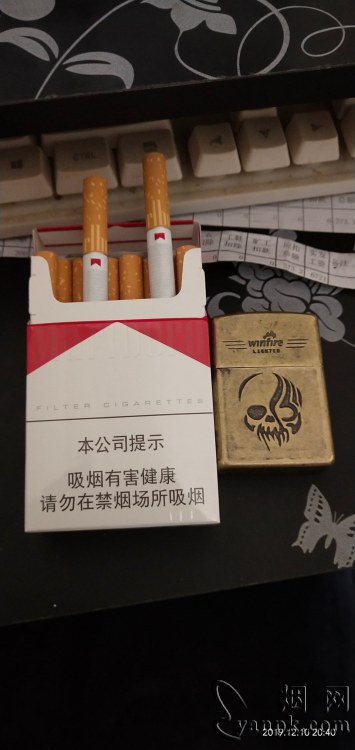 CTRL
winfire
LIGHTER
FILTER CIGARETTES
本公司提示
吸烟有害健康
请勿在禁烟场所吸烟
烟网
yanpk.com
2019.12.10 20:40